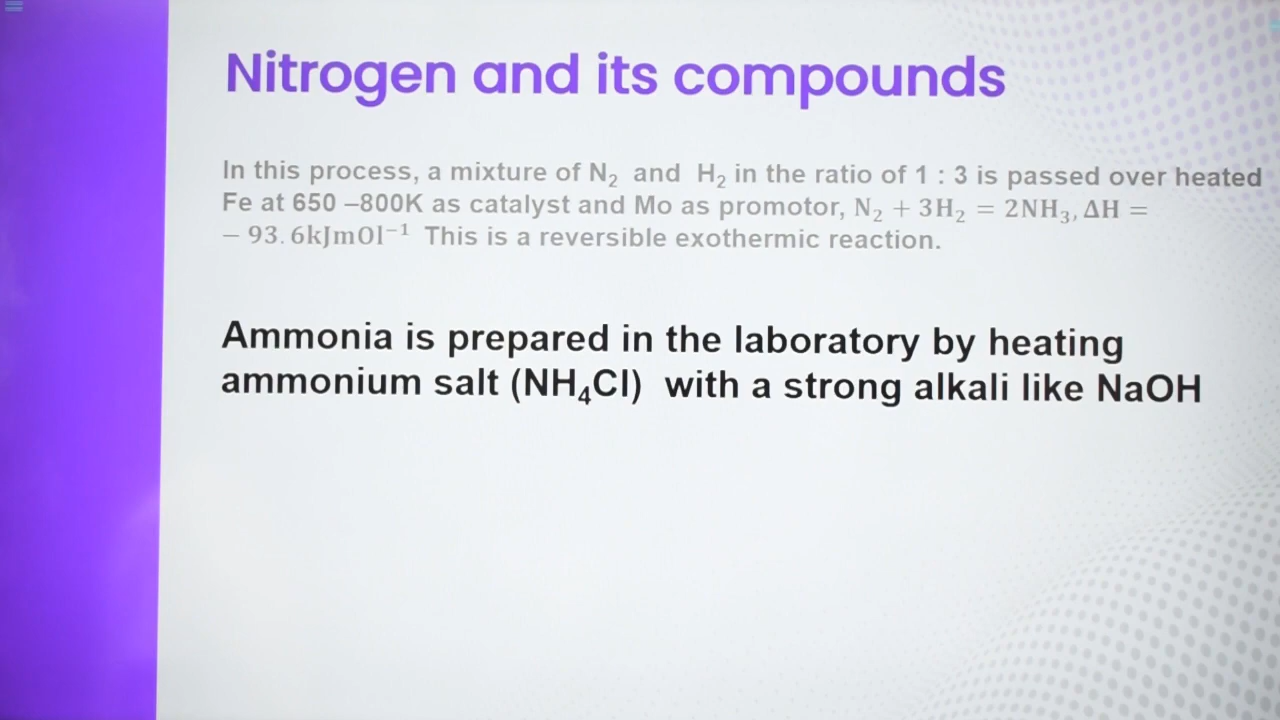 Nitrogen and its compounds
In this process, a mixture of N₂ and H₂ in the ratio of 1 : 3 is passed over heated
Fe at 650 –800K as catalyst and Mo as promotor, N₂ + 3H₂ = 2NH₃, ΔH =
− 93. 6kJmOl⁻¹ This is a reversible exothermic reaction.
Ammonia is prepared in the laboratory by heating
ammonium salt (NH₄Cl) with a strong alkali like NaOH